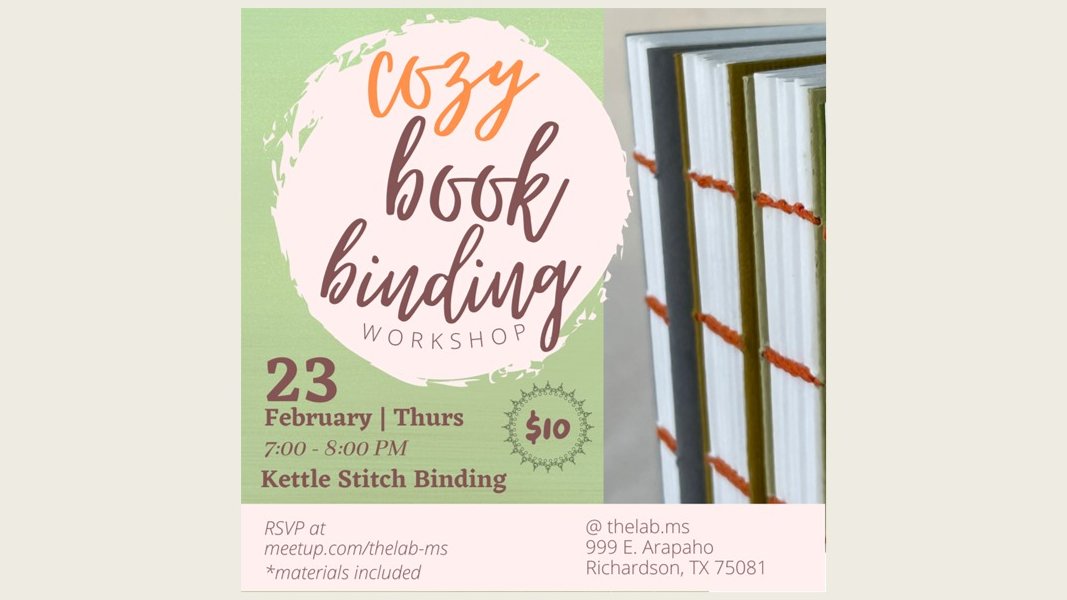 cozy
book
binding
WORKSHOP
23
February | Thurs
7:00 - 8:00 PM
$10
Kettle Stitch Binding
RSVP at
meetup.com/thelab-ms
*materials included
@ thelab.ms
999 E. Arapaho
Richardson, TX 75081